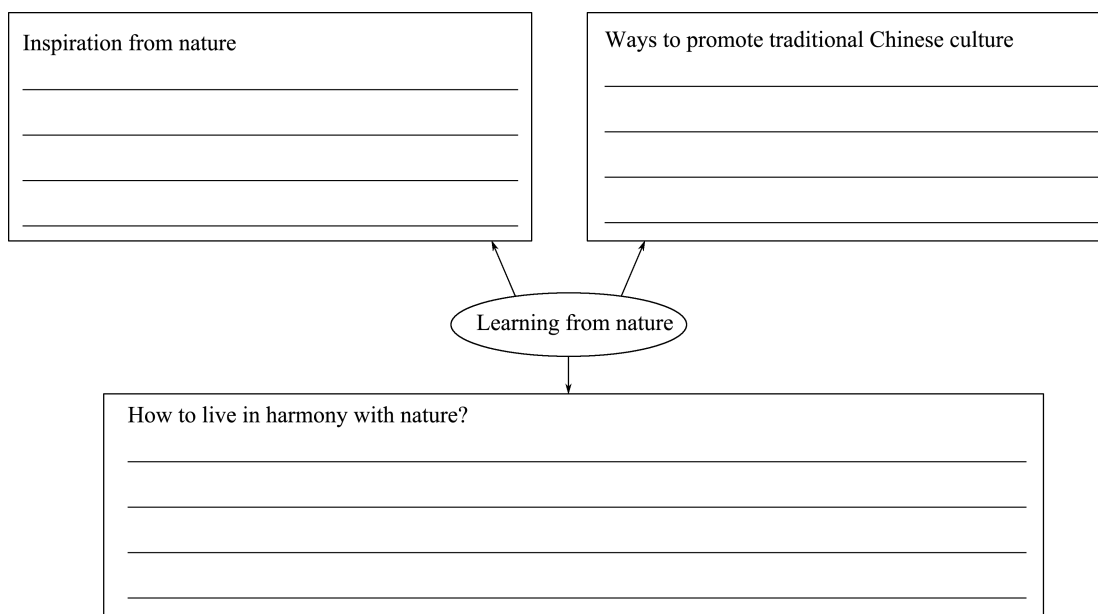 Inspiration from nature
Ways to promote traditional Chinese culture
Learning from nature
How to live in harmony with nature?